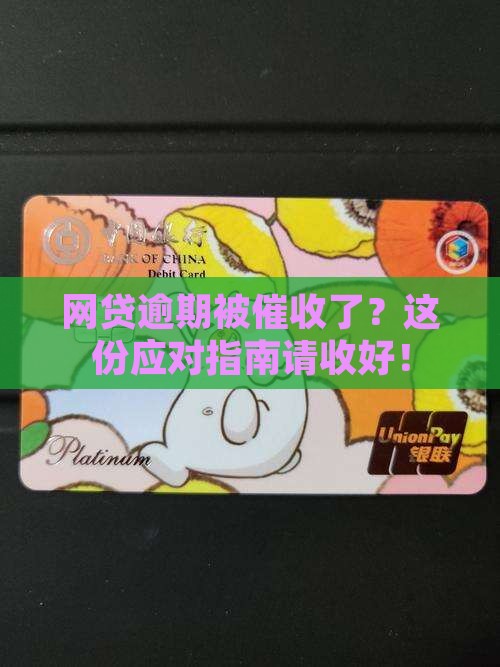 中国银行
BANK OF CHINA
Debit Card
网贷逾期被催收了？这
份应对指南请收好！
Platinum
UnionPay
银联